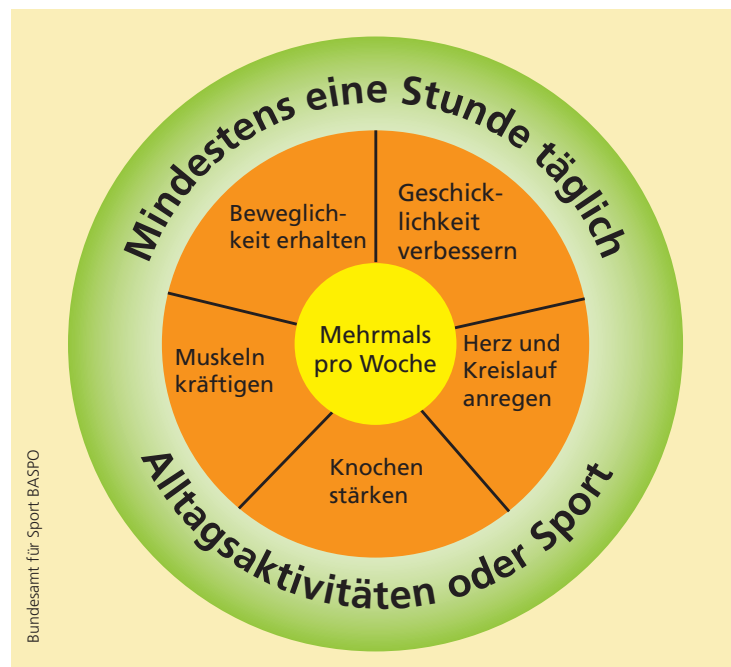 Mindestens eine Stunde täglich
Beweglich-
keit erhalten
Geschick-
lichkeit
verbessern
Mehrmals
pro Woche
Muskeln
kräftigen
Herz und
Kreislauf
anregen
Knochen
stärken
Alltagsaktivitäten oder Sport
Bundesamt für Sport BASPO